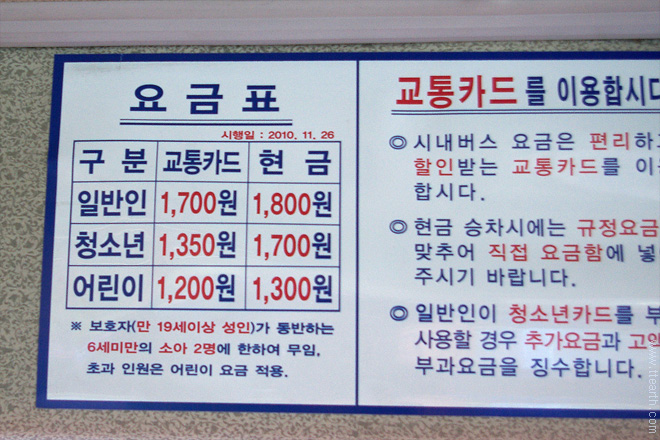 요금표
시행일 : 2010. 11. 26
구 분 교통카드 현 금
일반인 1,700원 1,800원
청소년 1,350원 1,700원
어린이 1,200원 1,300원
※ 보호자(만 19세이상 성인)가 동반하는
6세미만의 소아 2명에 한하여 무임,
초과 인원은 어린이 요금 적용.
교통카드를 이용합시다
◎ 시내버스 요금은 편리하고
할인받는 교통카드를
합시다.
◎ 현금 승차시에는 규정요금
맞추어 직접 요금함에
주시기 바랍니다.
◎ 일반인이 청소년카드를
사용할 경우 추가요금과
부과요금을 징수합니다.
www.ttearth.com